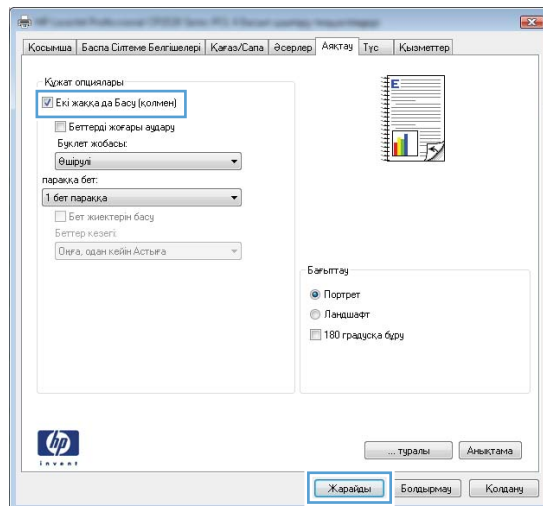 Қосымша Баспа Сілтеме Белгішелері Қағаз/Сапа Әсерлер Аяқтау Түс Қызметтер
Құжат опциялары
Екі жаққа да Басу (қолмен)
Беттерді жоғары аудару
Буклет жобасы:
Өшірулі
параққа бет:
1 бет параққа
Бет жиектерін басу
Беттер кезегі:
Оңға, одан кейін Астыға
E
Бағыттау
Портрет
Ландшафт
180 градусқа бұру
hp
invent
... туралы Анықтама
Жарайды Болдырмау Қолдану